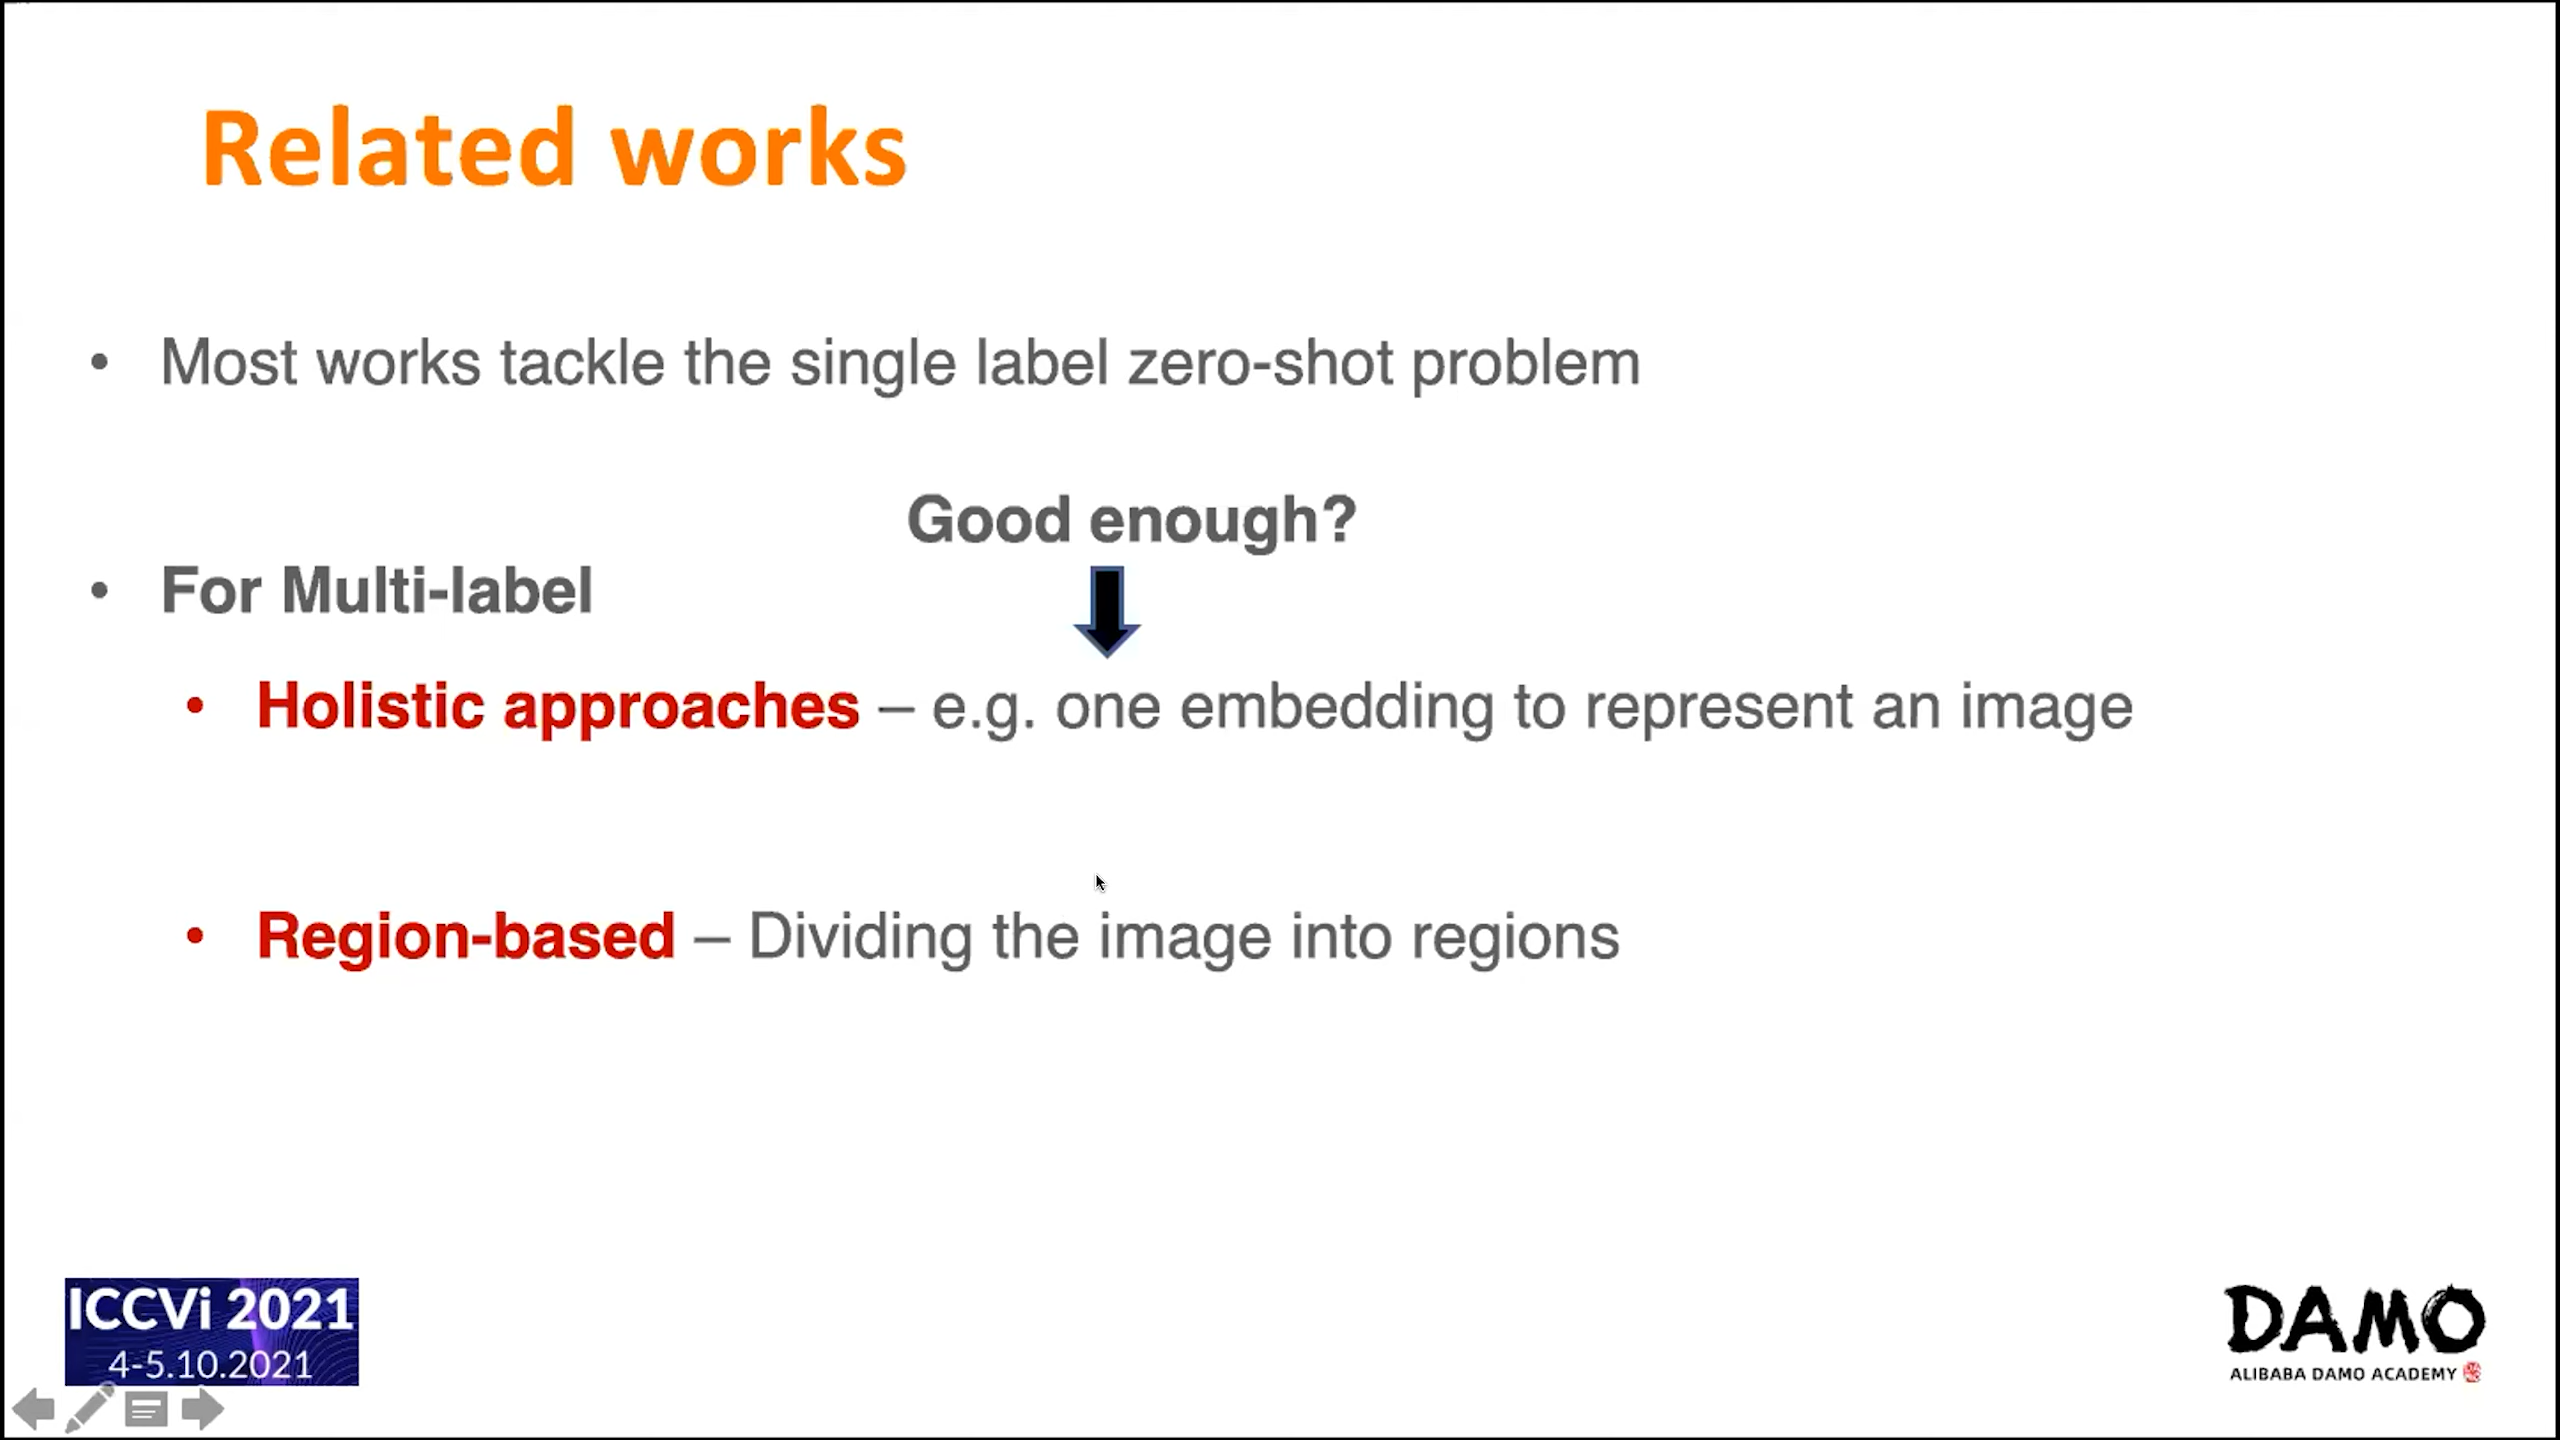 Related works
• Most works tackle the single label zero-shot problem
Good enough?
• For Multi-label
• Holistic approaches – e.g. one embedding to represent an image
• Region-based – Dividing the image into regions
ICCVi 2021
4-5.10.2021
DAMO
ALIBABA DAMO ACADEMY